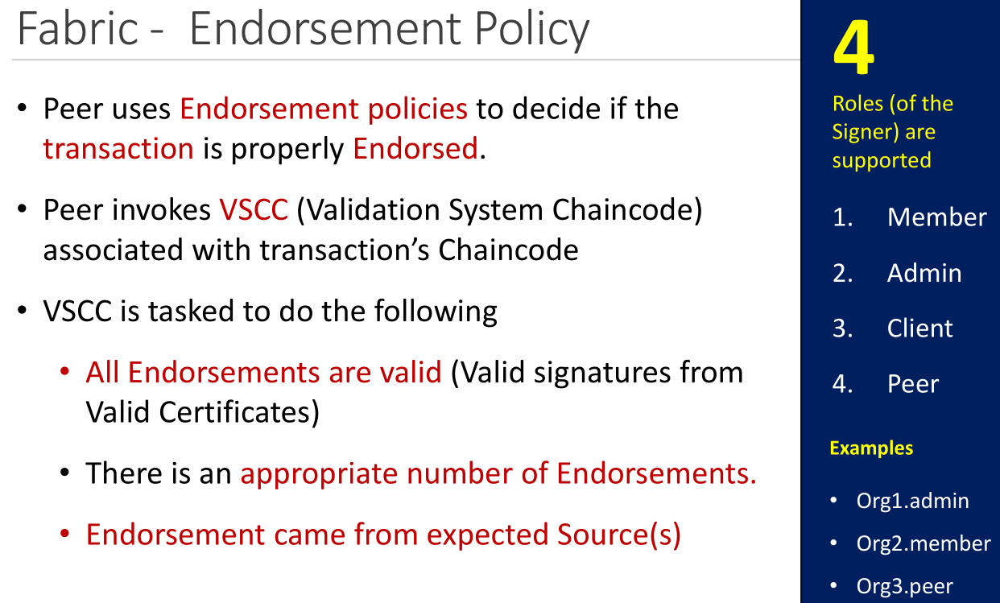 Fabric - Endorsement Policy
• Peer uses Endorsement policies to decide if the
transaction is properly Endorsed.
• Peer invokes VSCC (Validation System Chaincode)
associated with transaction’s Chaincode
• VSCC is tasked to do the following
• All Endorsements are valid (Valid signatures from
Valid Certificates)
• There is an appropriate number of Endorsements.
• Endorsement came from expected Source(s)
4
Roles (of the
Signer) are
supported
1. Member
2. Admin
3. Client
4. Peer
Examples
• Org1.admin
• Org2.member
• Org3.peer